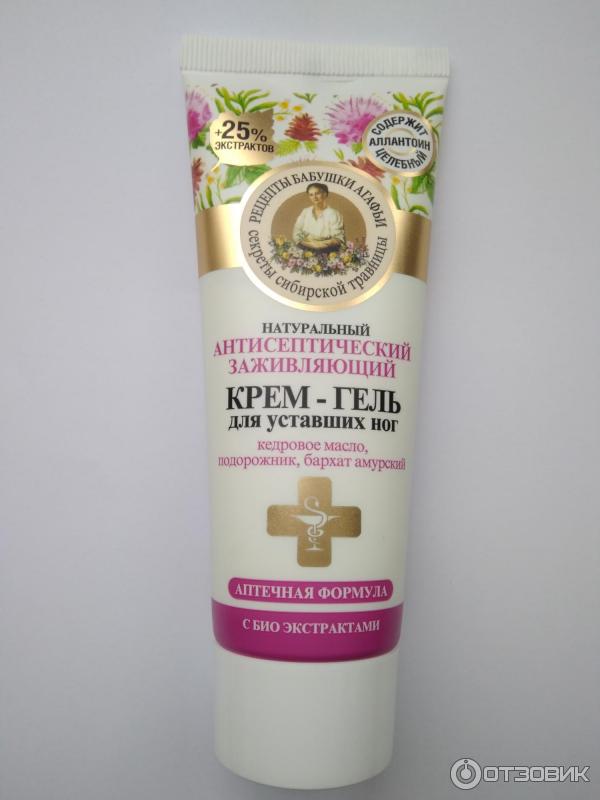 +25%
ЭКСТРАКТОВ
СОДЕРЖИТ
АЛЛАНТОИН
ЦЕЛЕБНЫЙ
РЕЦЕПТЫ БАБУШКИ АГАФЬИ
секреты сибирской травницы
НАТУРАЛЬНЫЙ
АНТИСЕПТИЧЕСКИЙ
ЗАЖИВЛЯЮЩИЙ
КРЕМ - ГЕЛЬ
для уставших ног
кедровое масло,
подорожник, бархат амурский
АПТЕЧНАЯ ФОРМУЛА
С БИО ЭКСТРАКТАМИ
ОТЗОВИК